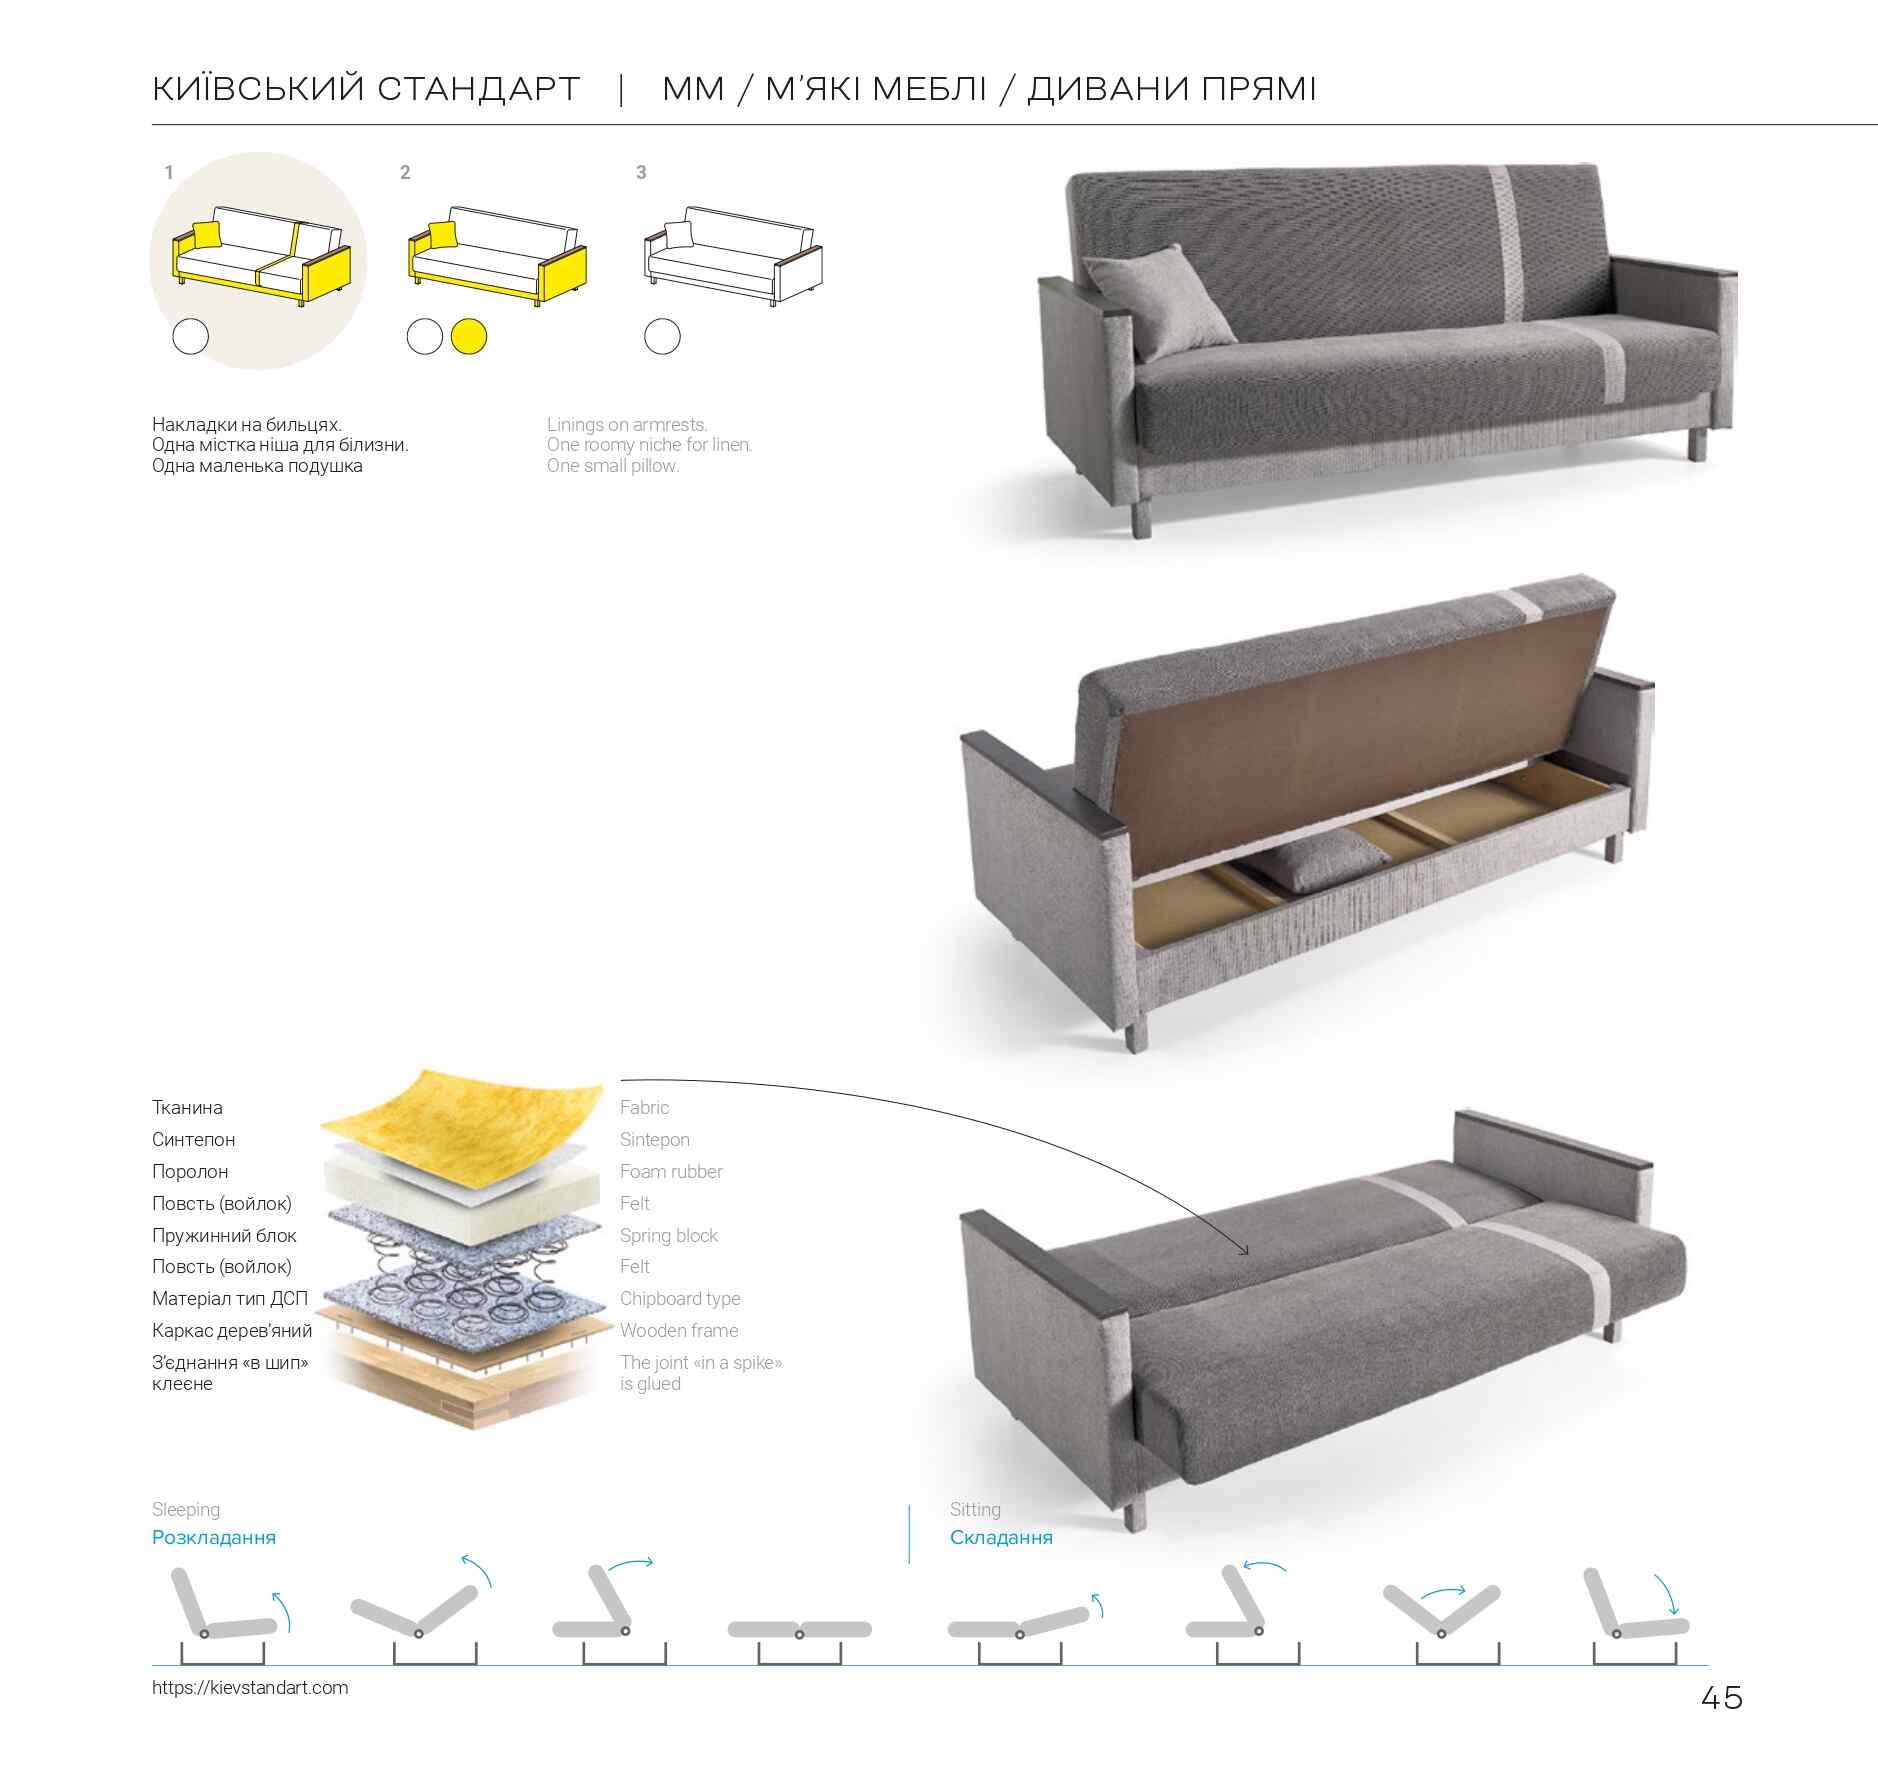 КИЇВСЬКИЙ СТАНДАРТ | ММ / М’ЯКІ МЕБЛІ / ДИВАНИ ПРЯМІ
1
2
3
Накладки на бильцях.
Одна містка ніша для білизни.
Одна маленька подушка
Linings on armrests.
One roomy niche for linen.
One small pillow.
Тканина
Синтепон
Поролон
Повсть (войлок)
Пружинний блок
Повсть (войлок)
Матеріал тип ДСП
Каркас дерев’яний
З’єднання «в шип»
клеєне
Fabric
Sintepon
Foam rubber
Felt
Spring block
Felt
Chipboard type
Wooden frame
The joint «in a spike»
is glued
Sleeping
Розкладання
Sitting
Складання
https://kievstandart.com
45